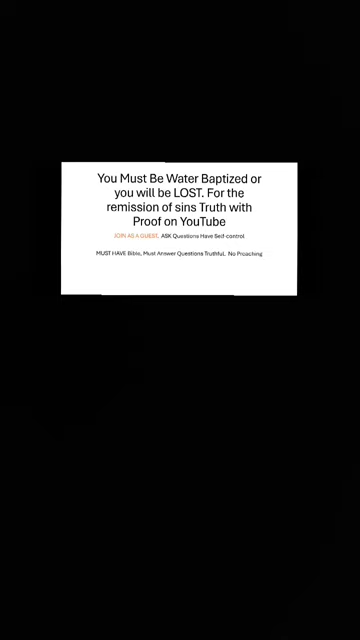 You Must Be Water Baptized or
you will be LOST. For the
remission of sins Truth with
Proof on YouTube
JOIN AS A GUEST. ASK Questions Have Self-control
MUST HAVE Bible, Must Answer Questions Truthful. No Preaching